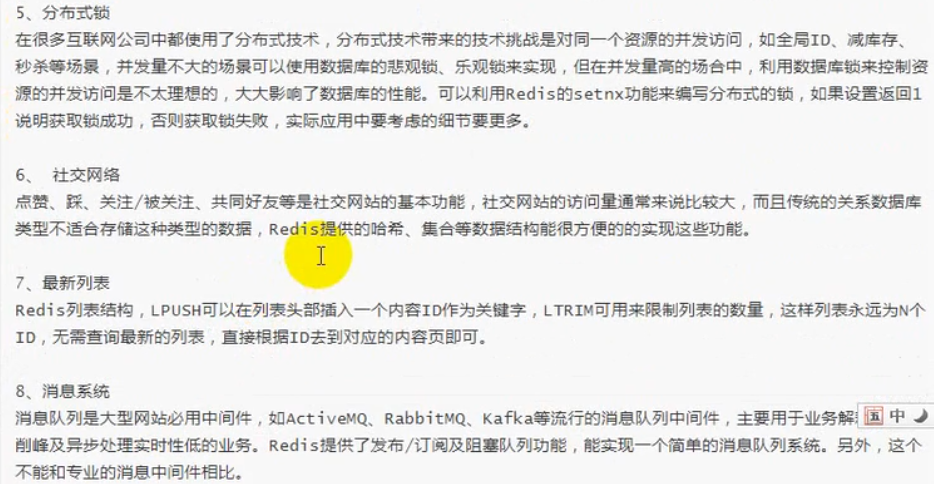 5、分布式锁
在很多互联网公司中都使用了分布式技术，分布式技术带来的技术挑战是对同一个资源的并发访问，如全局ID、减库存、
秒杀等场景，并发量不大的场景可以使用数据库的悲观锁、乐观锁来实现，但在并发量高的场合中，利用数据库锁来控制资
源的并发访问是不太理想的，大大影响了数据库的性能。可以利用Redis的setnx功能来编写分布式的锁，如果设置返回1
说明获取锁成功，否则获取锁失败，实际应用中要考虑的细节要更多。
6、 社交网络
点赞、踩、关注/被关注、共同好友等是社交网站的基本功能，社交网站的访问量通常来说比较大，而且传统的关系数据库
类型不适合存储这种类型的数据，Redis提供的哈希、集合等数据结构能很方便的的实现这些功能。
7、最新列表
Redis列表结构，LPUSH可以在列表头部插入一个内容ID作为关键字，LTRIM可用来限制列表的数量，这样列表永远为N个
ID，无需查询最新的列表，直接根据ID去到对应的内容页即可。
8、消息系统
消息队列是大型网站必用中间件，如ActiveMQ、RabbitMQ、Kafka等流行的消息队列中间件，主要用于业务解
五 中
削峰及异步处理实时性低的业务。Redis提供了发布/订阅及阻塞队列功能，能实现一个简单的消息队列系统。另外，这个
不能和专业的消息中间件相比。